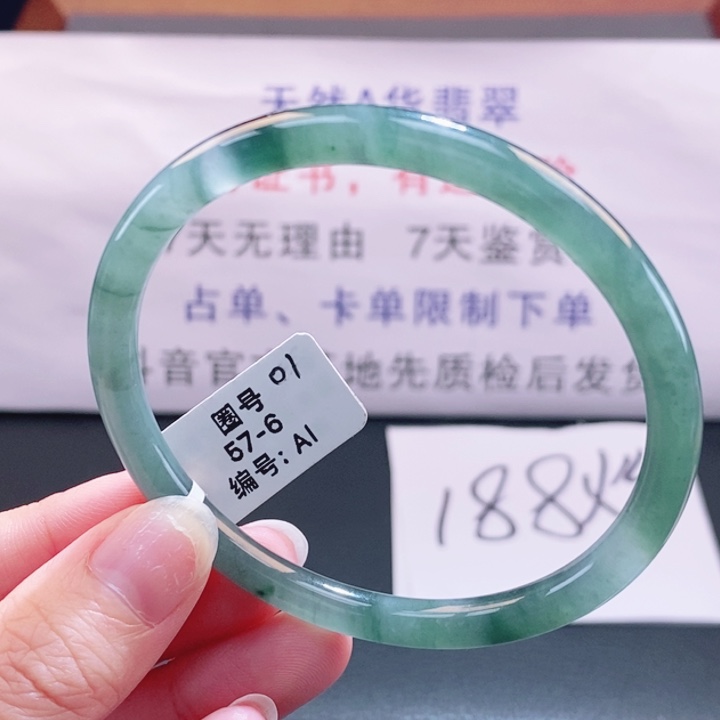 天然A华翡翠
证书，有
7天无理由 7天鉴赏
占单、卡单限制下单
抖音官 地先质检后发货
圈号 01
57-6
编号: A1
188